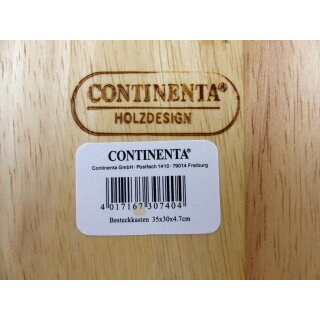 CONTINENTA®
HOLZDESIGN
CONTINENTA®
Continenta GmbH · Postfach 1410 · 79014 Freiburg
4 017167 307404
Besteckkasten 35x30x4.7cm